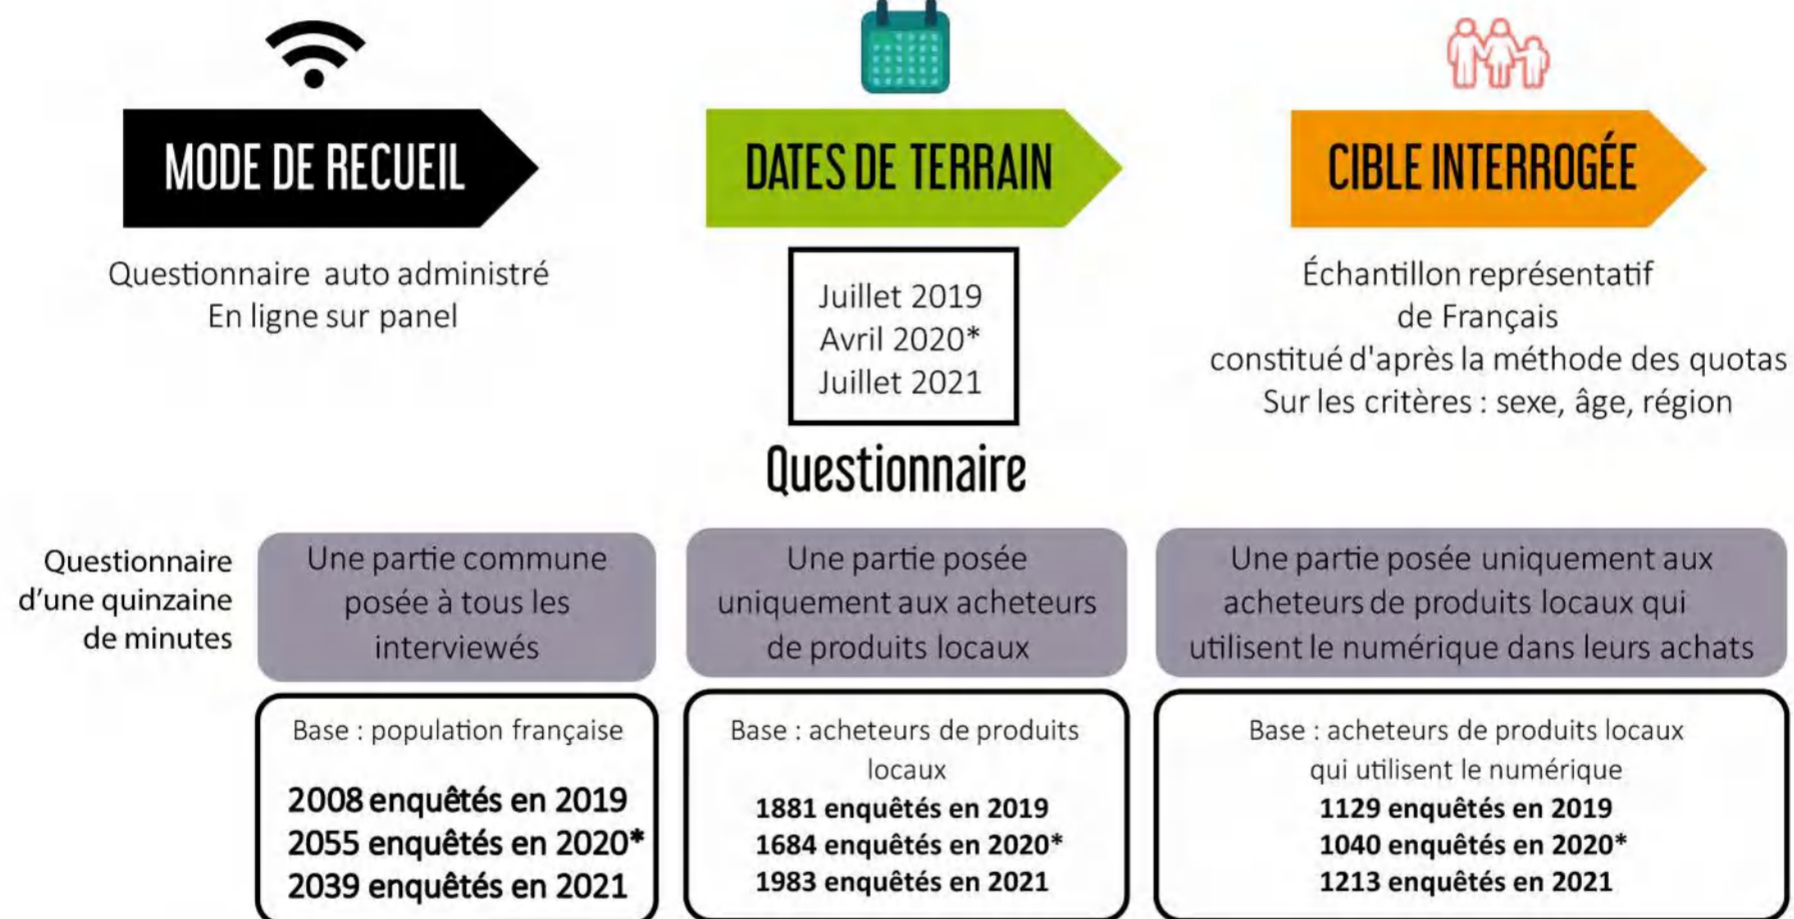 MODE DE RECUEIL
Questionnaire auto administré
En ligne sur panel
DATES DE TERRAIN
Juillet 2019
Avril 2020*
Juillet 2021
CIBLE INTERROGÉE
Échantillon représentatif
de Français
constitué d'après la méthode des quotas
Sur les critères : sexe, âge, région
Questionnaire
Questionnaire
d'une quinzaine
de minutes
Une partie commune
posée à tous les
interviewés
Une partie posée
uniquement aux acheteurs
de produits locaux
Une partie posée uniquement aux
acheteurs de produits locaux qui
utilisent le numérique dans leurs achats
Base : population française
2008 enquêtés en 2019
2055 enquêtés en 2020*
2039 enquêtés en 2021
Base : acheteurs de produits
locaux
1881 enquêtés en 2019
1684 enquêtés en 2020*
1983 enquêtés en 2021
Base : acheteurs de produits locaux
qui utilisent le numérique
1129 enquêtés en 2019
1040 enquêtés en 2020*
1213 enquêtés en 2021